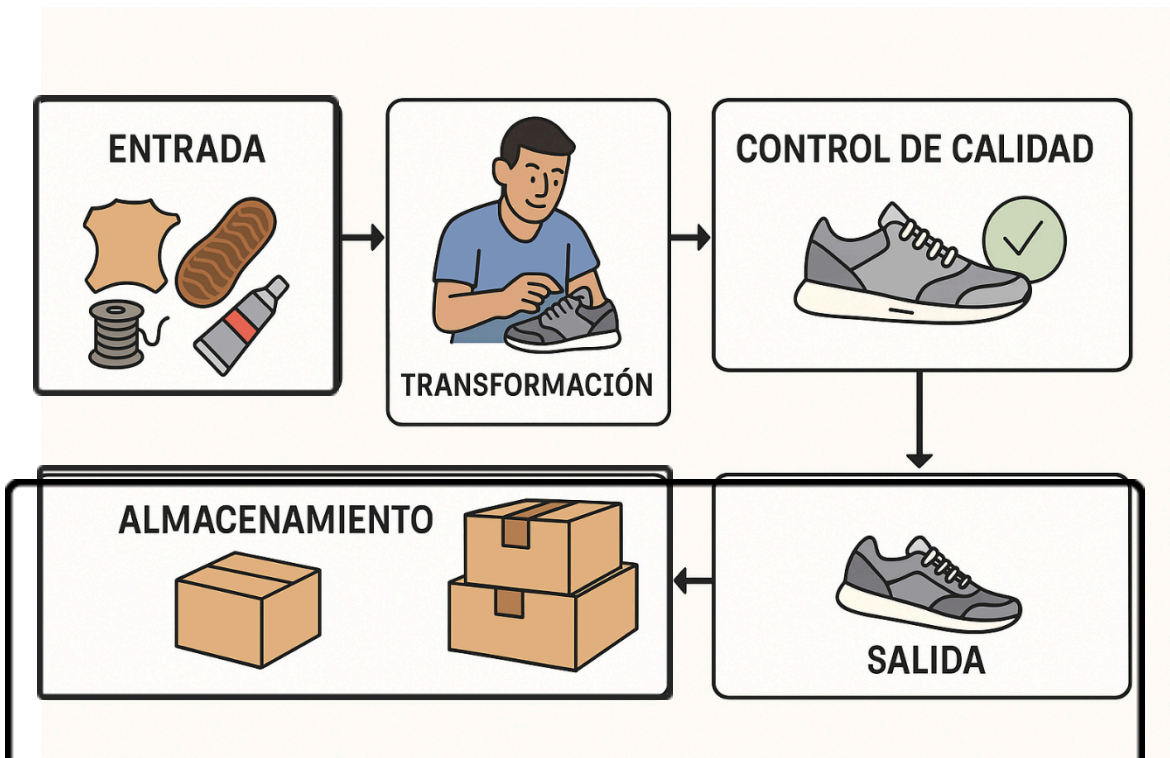 ENTRADA
TRANSFORMACIÓN
CONTROL DE CALIDAD
ALMACENAMIENTO
SALIDA